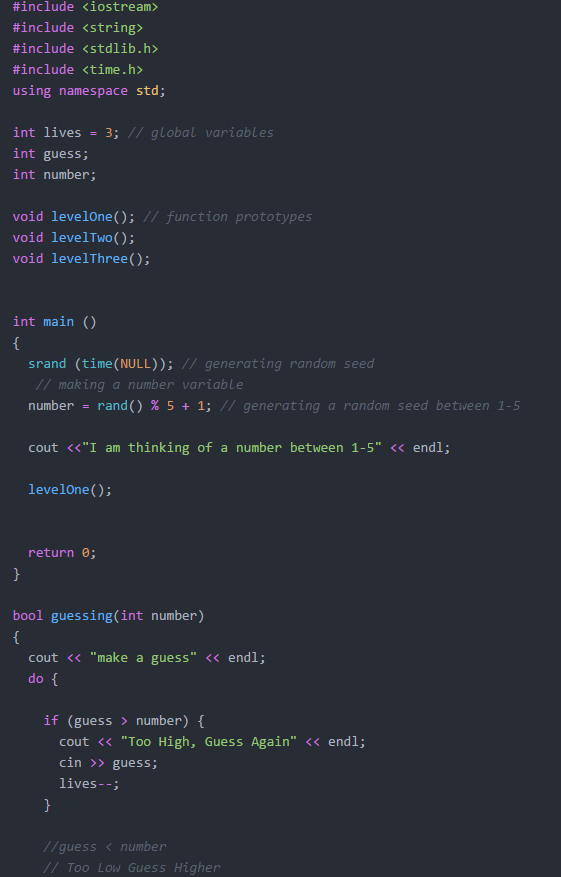 #include <iostream>
#include <string>
#include <stdlib.h>
#include <time.h>
using namespace std;
int lives = 3; // global variables
int guess;
int number;
void levelOne(); // function prototypes
void levelTwo();
void levelThree();
int main ()
{
srand (time(NULL)); // generating random seed
// making a number variable
number = rand() % 5 + 1; // generating a random seed between 1-5
cout <<"I am thinking of a number between 1-5" << endl;
levelOne();
return 0;
}
bool guessing(int number)
{
cout << "make a guess" << endl;
do {
if (guess > number) {
cout << "Too High, Guess Again" << endl;
cin >> guess;
lives--;
}
//guess < number
// Too Low Guess Higher